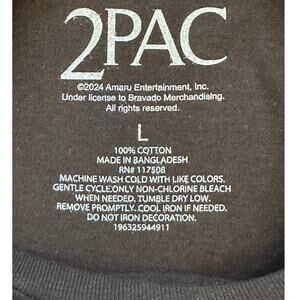 2PAC
©2024 Amaru Entertainment, Inc.
Under license to Bravado Merchandising.
All rights reserved.
L
100% COTTON
MADE IN BANGLADESH
RN# 117508
MACHINE WASH COLD WITH LIKE COLORS.
GENTLE CYCLE.ONLY NON-CHLORINE BLEACH
WHEN NEEDED. TUMBLE DRY LOW.
REMOVE PROMPTLY. COOL IRON IF NEEDED.
DO NOT IRON DECORATION.
196325944911